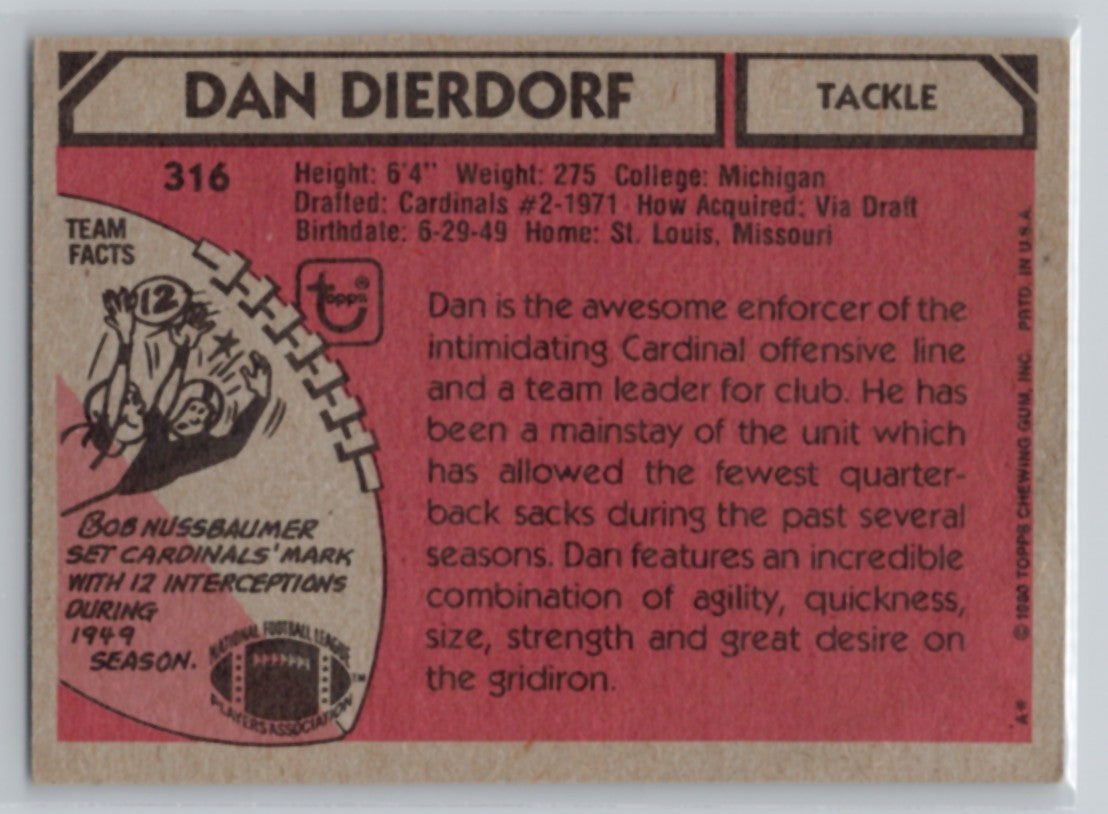 DAN DIERDORF
TACKLE
316
Height: 6'4" Weight: 275 College: Michigan
Drafted: Cardinals #2-1971 How Acquired: Via Draft
Birthdate: 6-29-49 Home: St. Louis, Missouri
TEAM
FACTS
12
topps®
Dan is the awesome enforcer of the
intimidating Cardinal offensive line
and a team leader for club. He has
been a mainstay of the unit which
has allowed the fewest quarter-
back sacks during the past several
seasons. Dan features an incredible
combination of agility, quickness,
size, strength and great desire on
the gridiron.
BOB NUSSBAUMER
SET CARDINALS' MARK
WITH 12 INTERCEPTIONS
DURING
1949
SEASON.
NATIONAL FOOTBALL LEAGUE
PLAYERS ASSOCIATION
TM
© 1980 TOPPS CHEWING GUM, INC. PRTD. IN U.S.A.
A*